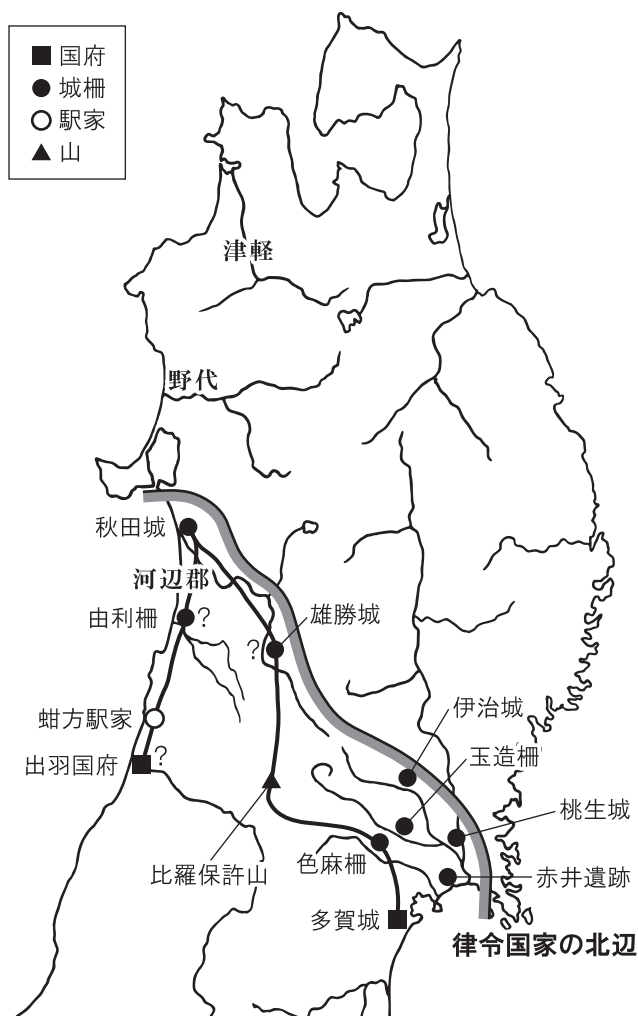 国府
城柵
駅家
山
津軽
野代
秋田城
河辺郡
由利柵
?
雄勝城
?
蚶方駅家
出羽国府
?
伊治城
玉造柵
桃生城
比羅保許山
色麻柵
赤井遺跡
多賀城
律令国家の北辺